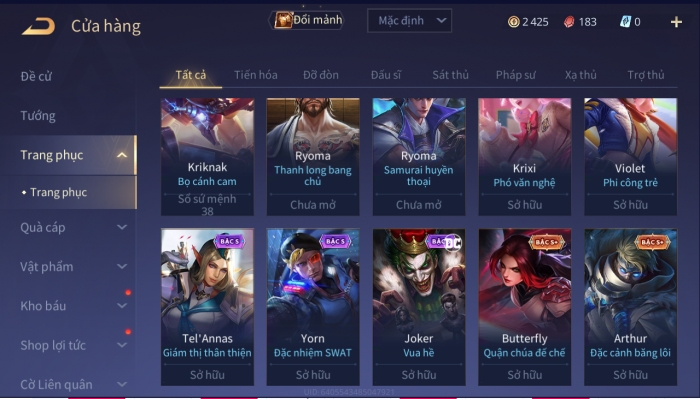 Cửa hàng
Đổi mảnh
Mặc định
2 425
183
0
+
Đề cử
Tướng
Trang phục
Trang phục
Quà cáp
Vật phẩm
Kho báu
Shop lợi tức
Cờ Liên quân
Tất cả
Tiến hóa
Đỡ đòn
Đấu sĩ
Sát thủ
Pháp sư
Xạ thủ
Trợ thủ
Kriknak
Bọ cánh cam
Số sứ mệnh
38
Ryoma
Thanh long bang
chủ
Chưa mở
Ryoma
Samurai huyền
thoại
Chưa mở
Krixi
Phó văn nghệ
Sở hữu
Violet
Phi công trẻ
Sở hữu
BẬC S
Tel'Annas
Giám thị thân thiện
Sở hữu
BẬC S
Yorn
Đặc nhiệm SWAT
Sở hữu
BẬC
DC
Joker
Vua hề
Sở hữu
BẬC S+
Butterfly
Quận chúa đế chế
Sở hữu
BẬC S+
Arthur
Đặc cảnh băng lôi
Sở hữu